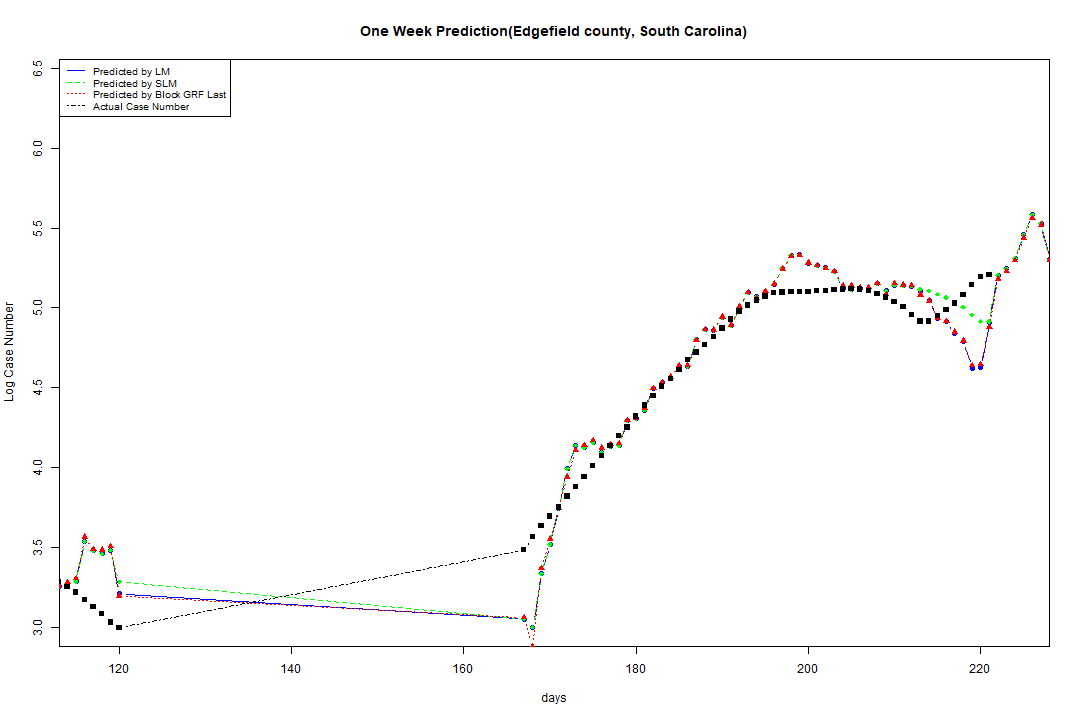 One Week Prediction(Edgefield county, South Carolina)
Predicted by LM
Predicted by SLM
Predicted by Block GRF Last
Actual Case Number
Log Case Number
6.5
6.0
5.5
5.0
4.5
4.0
3.5
3.0
120 140 160 180 200 220
days